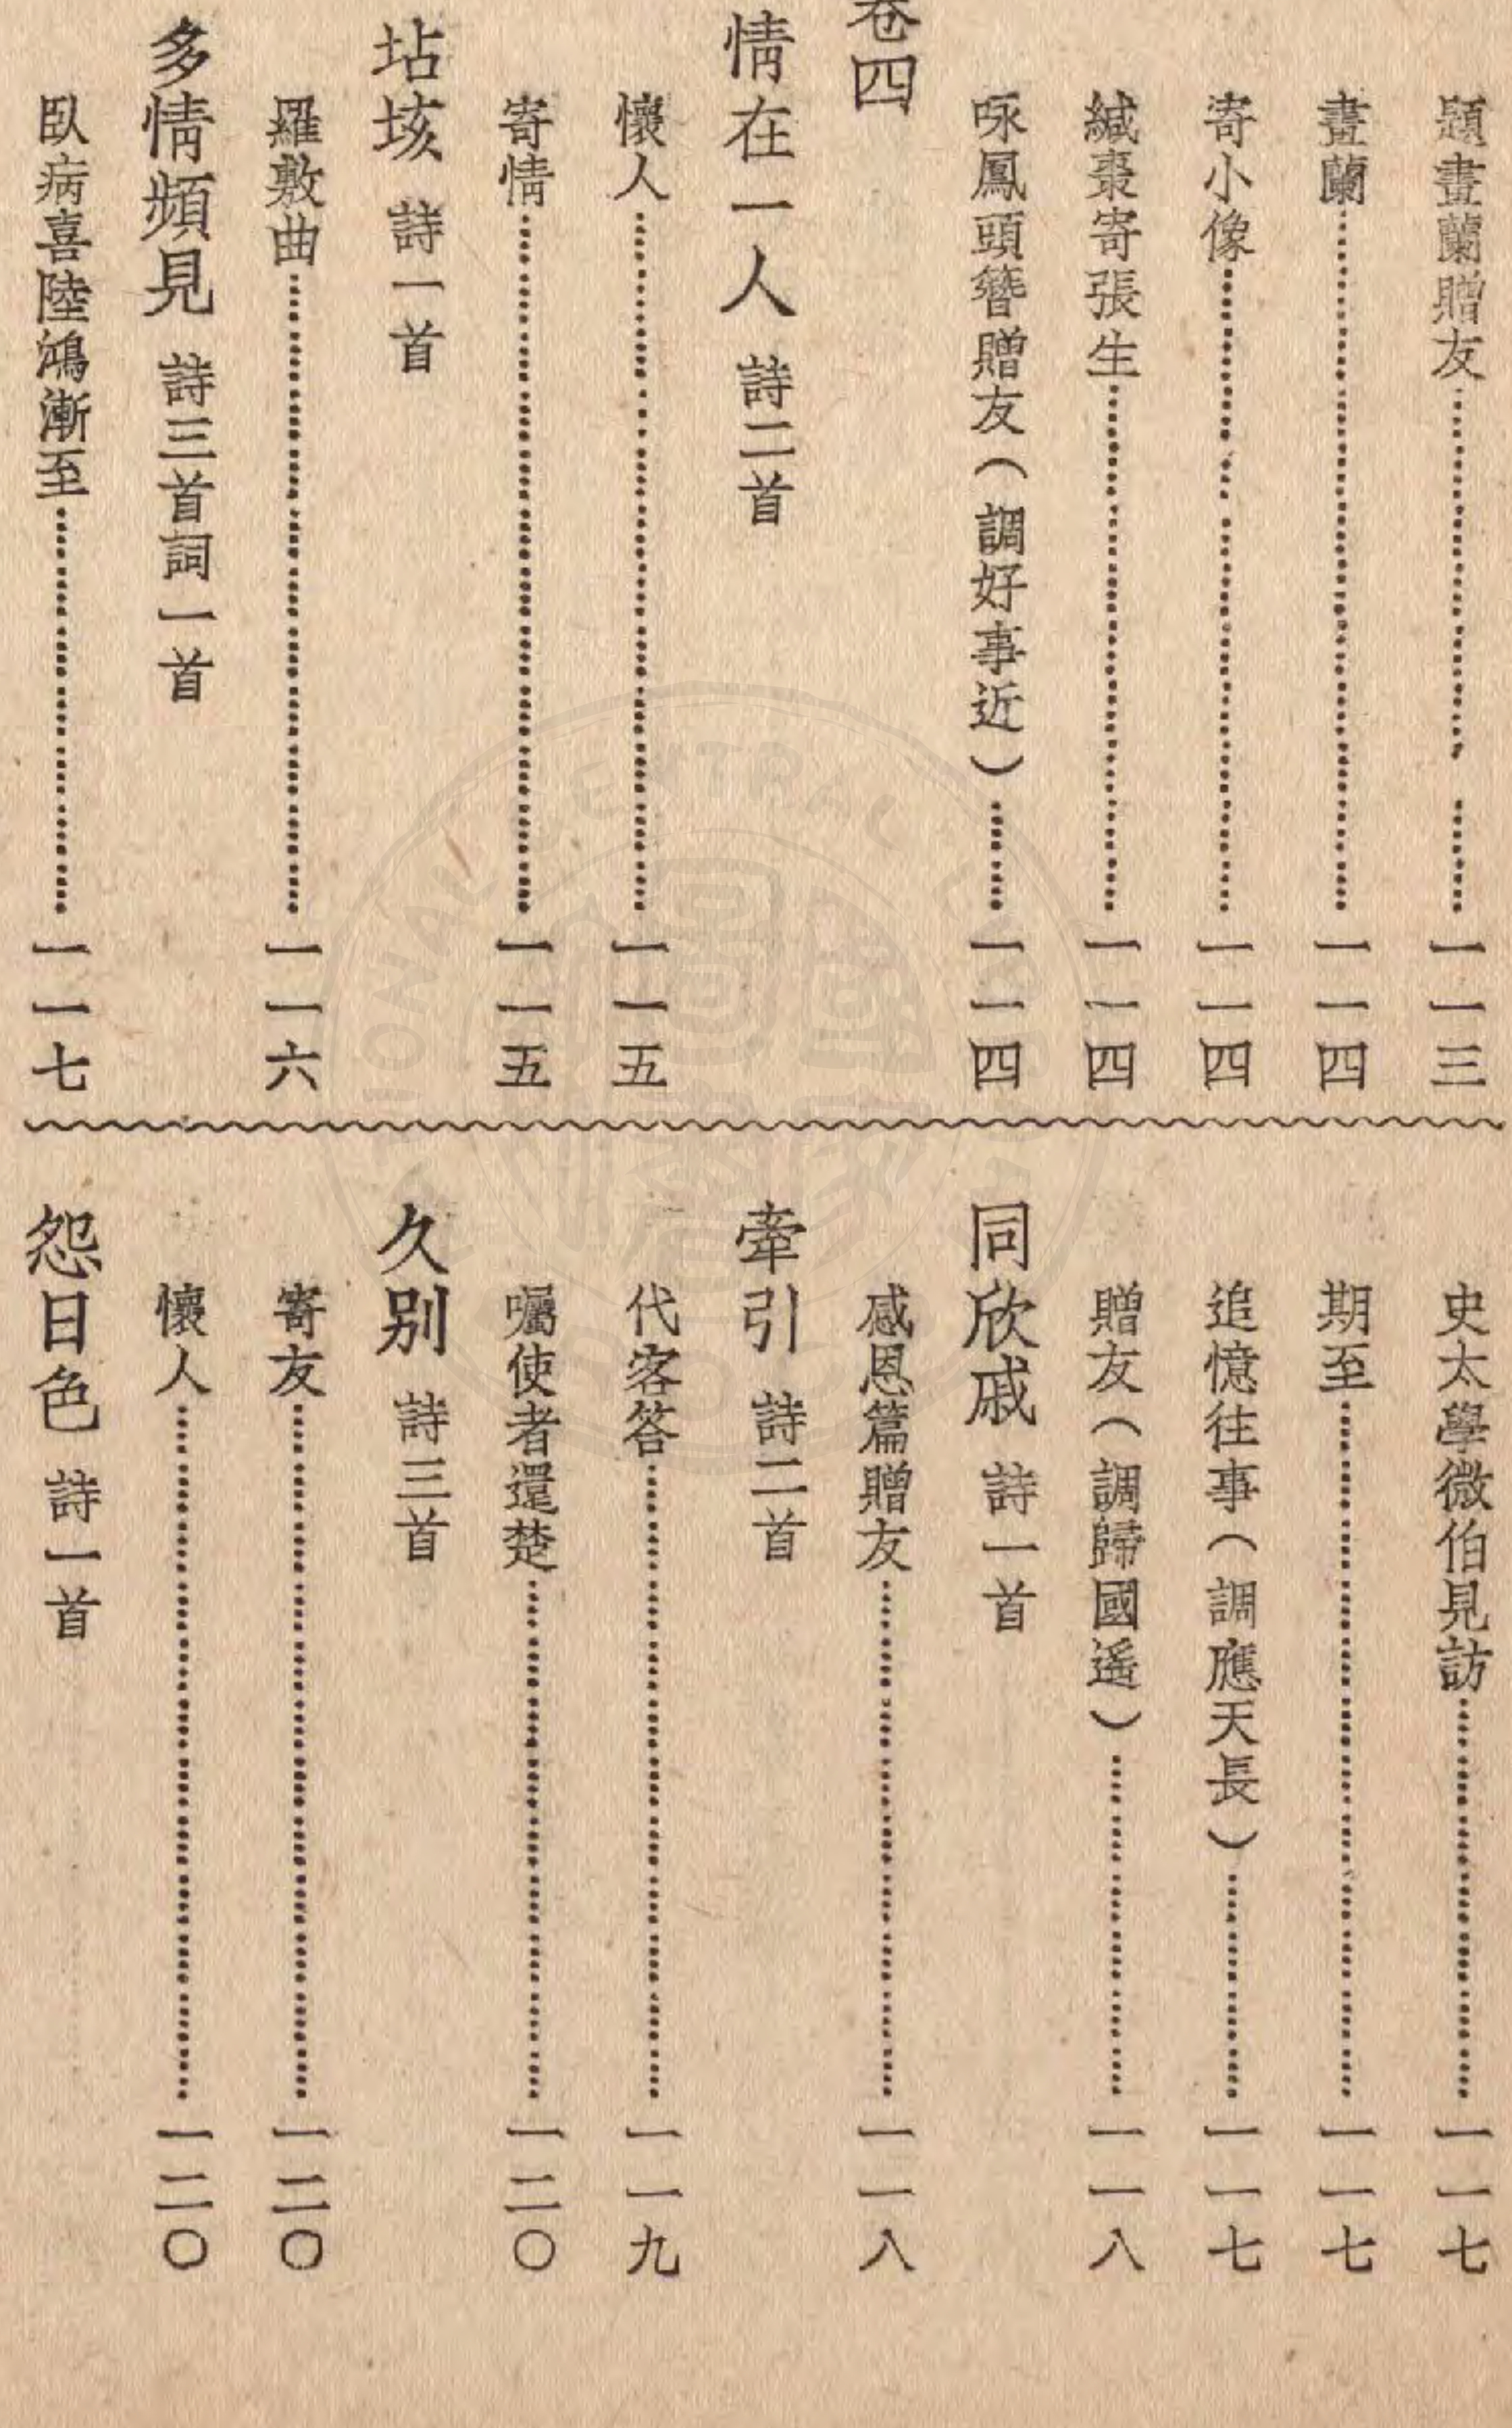 題畫蘭贈友……一一三
畫蘭……一一四
寄小像……一一四
緘棗寄張生……一一四
咏鳳頭簪贈友（調好事近）……一一四
卷四
情在一人 詩二首
懷人……一一五
寄情……一一五
坫垓 詩一首
羅敷曲……一一六
多情頻見 詩三首詞一首
臥病喜陸鴻漸至……一一七
史太學微伯見訪……一一七
期至……一一七
追憶往事（調應天長）……一一七
贈友（調歸國遙）……一一八
同欣戚 詩一首
感恩篇贈友……一一八
牽引 詩二首
代客答……一一九
囑使者還楚……一二〇
久别 詩三首
寄友……一二〇
懷人……一二〇
怨日色 詩一首